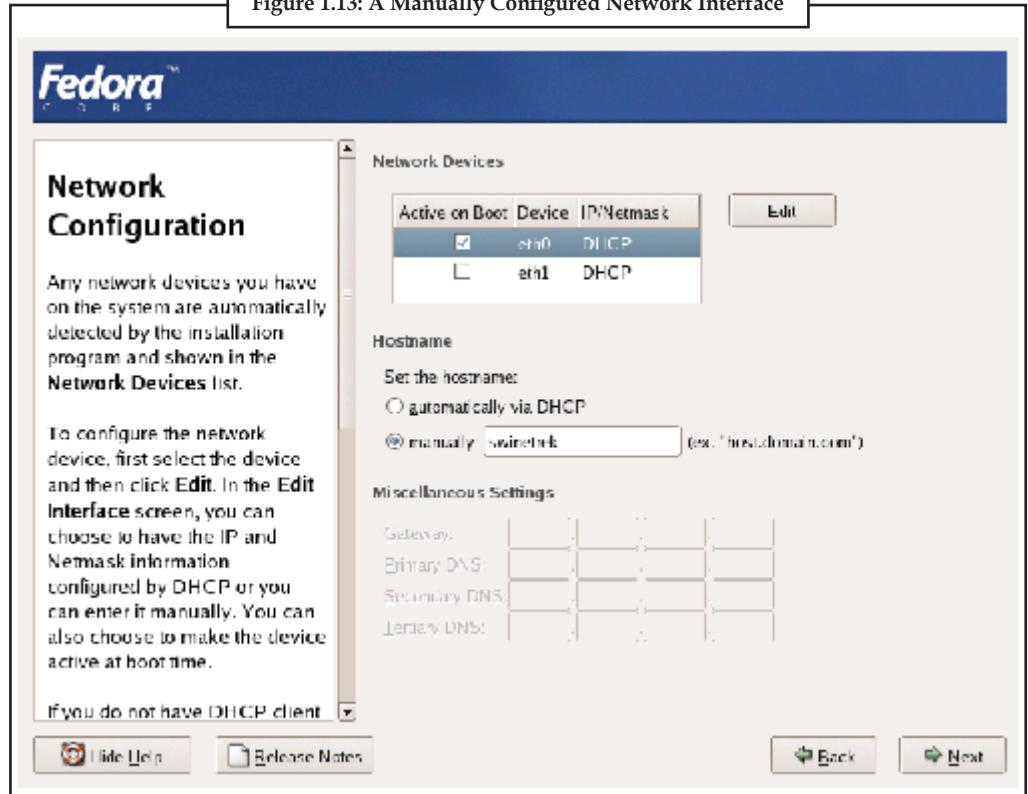 Figure 1.13: A Manually Configured Network Interface
Fedora™
CORE
Network
Configuration
Any network devices you have
on the system are automatically
detected by the installation
program and shown in the
Network Devices list.
To configure the network
device, first select the device
and then click Edit. In the Edit
Interface screen, you can
choose to have the IP and
Netmask information
configured by DHCP or you
can enter it manually. You can
also choose to make the device
active at boot time.
If you do not have DHCP client
Network Devices
Active on Boot Device IP/Netmask
eth0 DHCP
eth1 DHCP
Edit
Hostname
Set the hostname:
automatically via DHCP
manually swinetrek (ex. "host.domain.com")
Miscellaneous Settings
Gateway:
Primary DNS:
Secondary DNS:
Tertiary DNS:
Hide Help
Release Notes
Back
Next